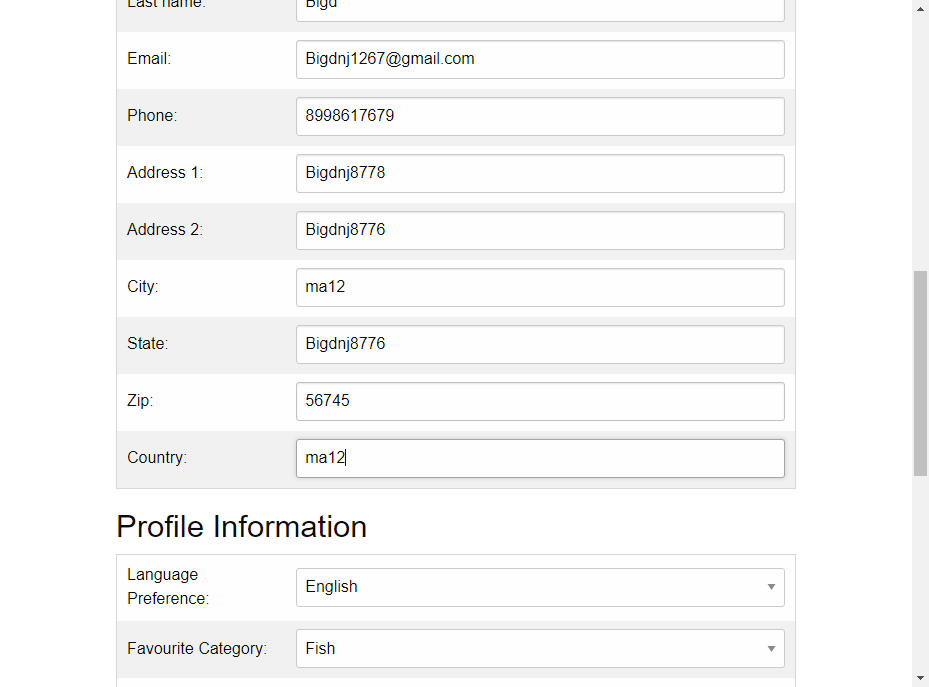 Last name: Bigd
Email: Bigdnj1267@gmail.com
Phone: 8998617679
Address 1: Bigdnj8778
Address 2: Bigdnj8776
City: ma12
State: Bigdnj8776
Zip: 56745
Country: ma12
Profile Information
Language
Preference: English
Favourite Category: Fish